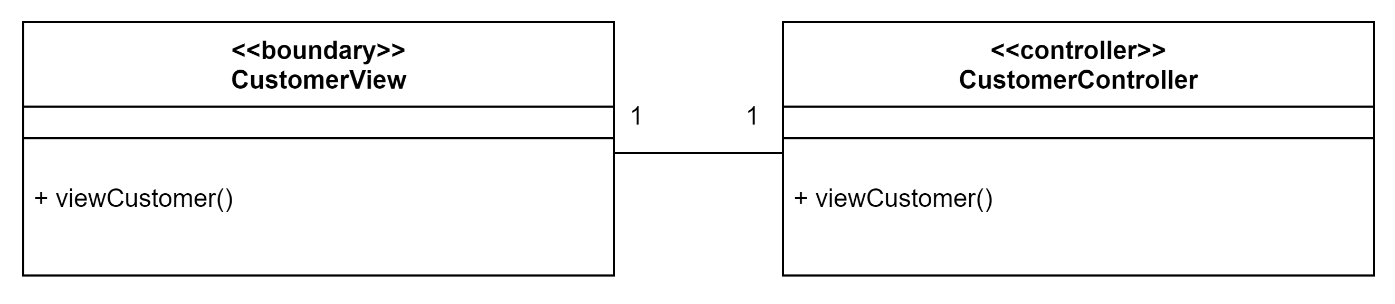 <<boundary>>
CustomerView
+ viewCustomer()
1
1
<<controller>>
CustomerController
+ viewCustomer()